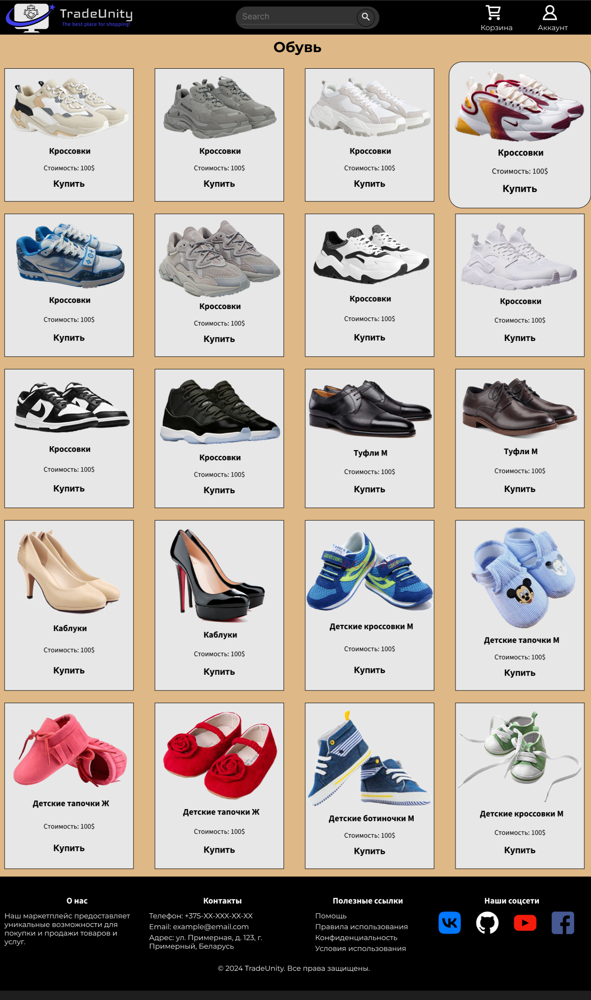 TradeUnity
The best place for shopping!
Search
Корзина
Аккаунт
Обувь
BALENCIAGA
Кроссовки
Стоимость: 100$
Купить
Кроссовки
Стоимость: 100$
Купить
Кроссовки
Стоимость: 100$
Купить
Кроссовки
Стоимость: 100$
Купить
Кроссовки
Стоимость: 100$
Купить
Кроссовки
Стоимость: 100$
Купить
Кроссовки
Стоимость: 100$
Купить
Кроссовки
Стоимость: 100$
Купить
Кроссовки
Стоимость: 100$
Купить
Кроссовки
Стоимость: 100$
Купить
Туфли М
Стоимость: 100$
Купить
Туфли М
Стоимость: 100$
Купить
Каблуки
Стоимость: 100$
Купить
Каблуки
Стоимость: 100$
Купить
Детские кроссовки М
Стоимость: 100$
Купить
Детские тапочки М
Стоимость: 100$
Купить
Детские тапочки Ж
Стоимость: 100$
Купить
Детские тапочки Ж
Стоимость: 100$
Купить
Детские ботиночки М
Стоимость: 100$
Купить
Детские кроссовки М
Стоимость: 100$
Купить
О нас
Наш маркетплейс предоставляет
уникальные возможности для
покупки и продажи товаров и
услуг.
Контакты
Телефон: +375-XX-XXX-XX-XX
Email: example@email.com
Адрес: ул. Примерная, д. 123, г.
Примерный, Беларусь
Полезные ссылки
Помощь
Правила использования
Конфиденциальность
Условия использования
Наши соцсети
© 2024 TradeUnity. Все права защищены.